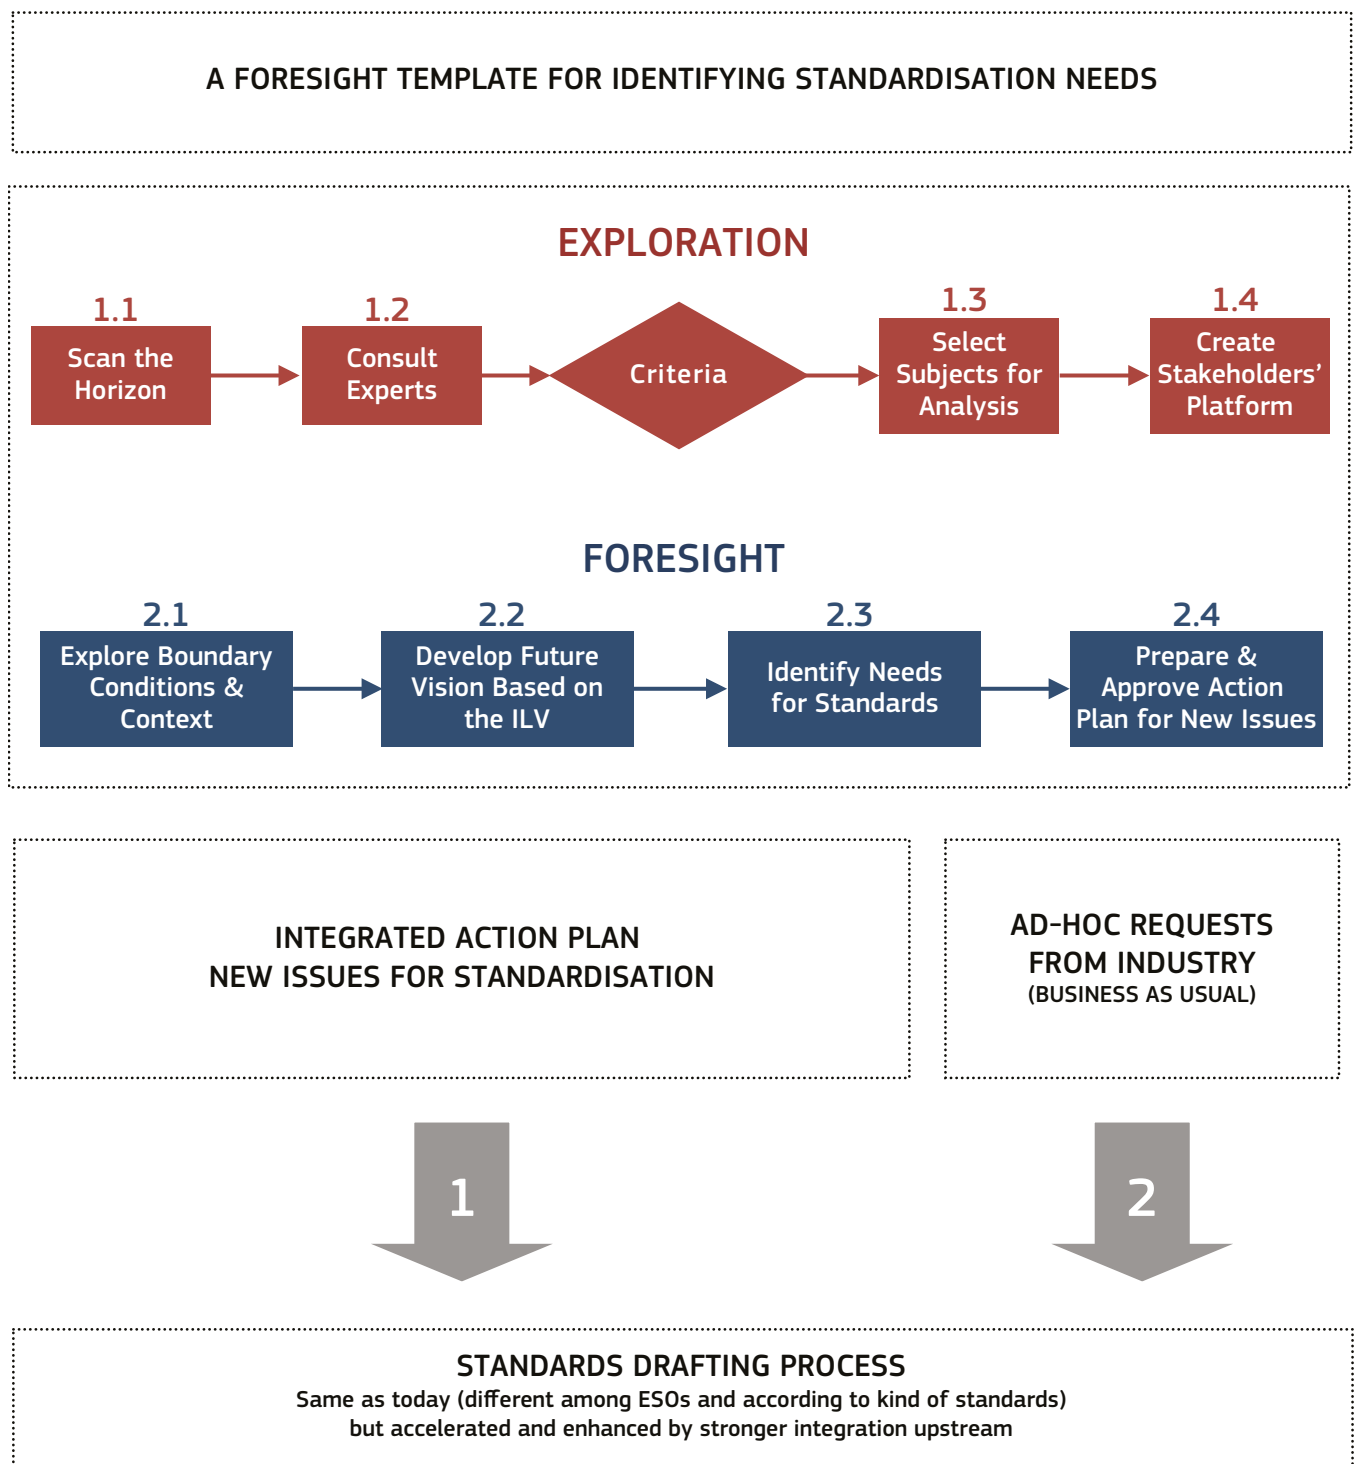 A FORESIGHT TEMPLATE FOR IDENTIFYING STANDARDISATION NEEDS
EXPLORATION
1.1
Scan the
Horizon
1.2
Consult
Experts
Criteria
1.3
Select
Subjects for
Analysis
1.4
Create
Stakeholders’
Platform
FORESIGHT
2.1
Explore Boundary
Conditions &
Context
2.2
Develop Future
Vision Based on
the ILV
2.3
Identify Needs
for Standards
2.4
Prepare &
Approve Action
Plan for New Issues
INTEGRATED ACTION PLAN
NEW ISSUES FOR STANDARDISATION
AD-HOC REQUESTS
FROM INDUSTRY
(BUSINESS AS USUAL)
1
2
STANDARDS DRAFTING PROCESS
Same as today (different among ESOs and according to kind of standards)
but accelerated and enhanced by stronger integration upstream